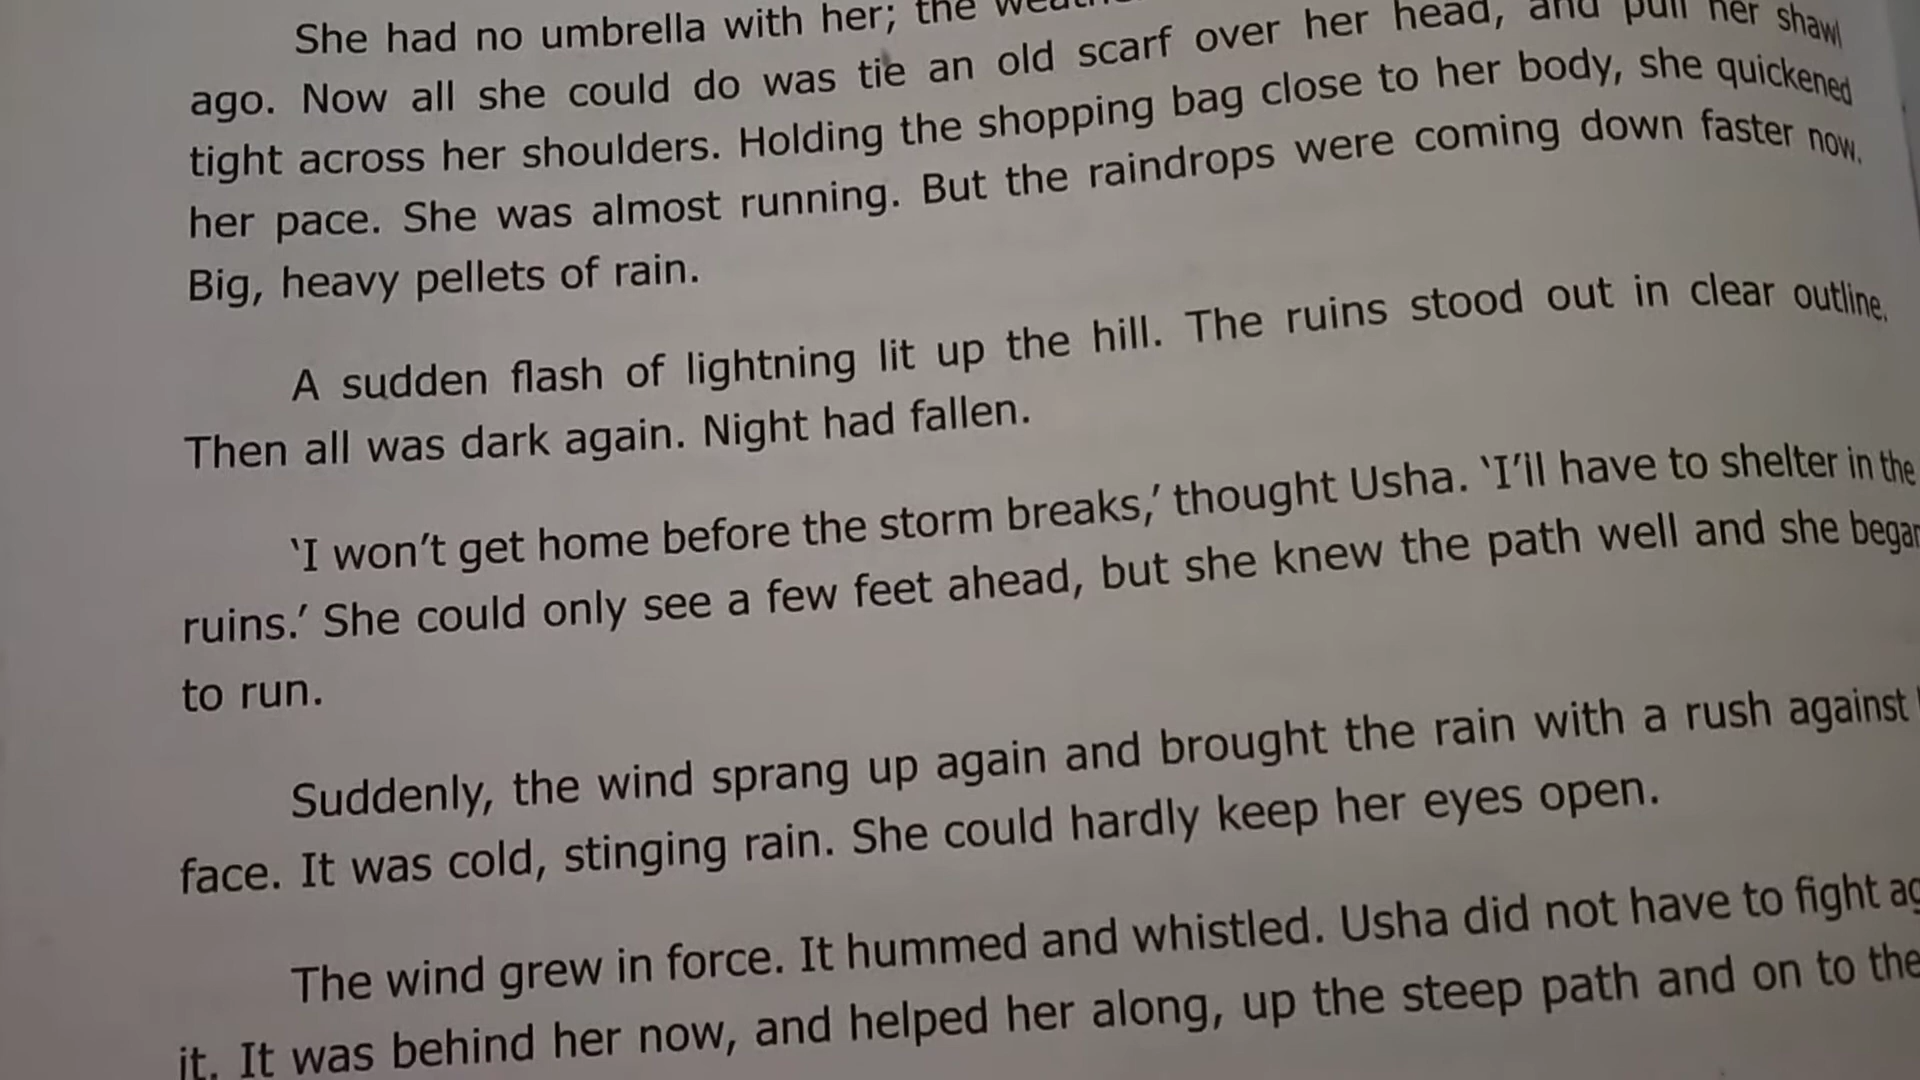 She had no umbrella with her; the
ago. Now all she could do was tie an old scarf over her head, and pull her shawl
tight across her shoulders. Holding the shopping bag close to her body, she quickened
her pace. She was almost running. But the raindrops were coming down faster now.
Big, heavy pellets of rain.
A sudden flash of lightning lit up the hill. The ruins stood out in clear outline.
Then all was dark again. Night had fallen.
‘I won’t get home before the storm breaks,’ thought Usha. ‘I’ll have to shelter in the
ruins.’ She could only see a few feet ahead, but she knew the path well and she began
to run.
Suddenly, the wind sprang up again and brought the rain with a rush against
face. It was cold, stinging rain. She could hardly keep her eyes open.
The wind grew in force. It hummed and whistled. Usha did not have to fight
it. It was behind her now, and helped her along, up the steep path and on to the